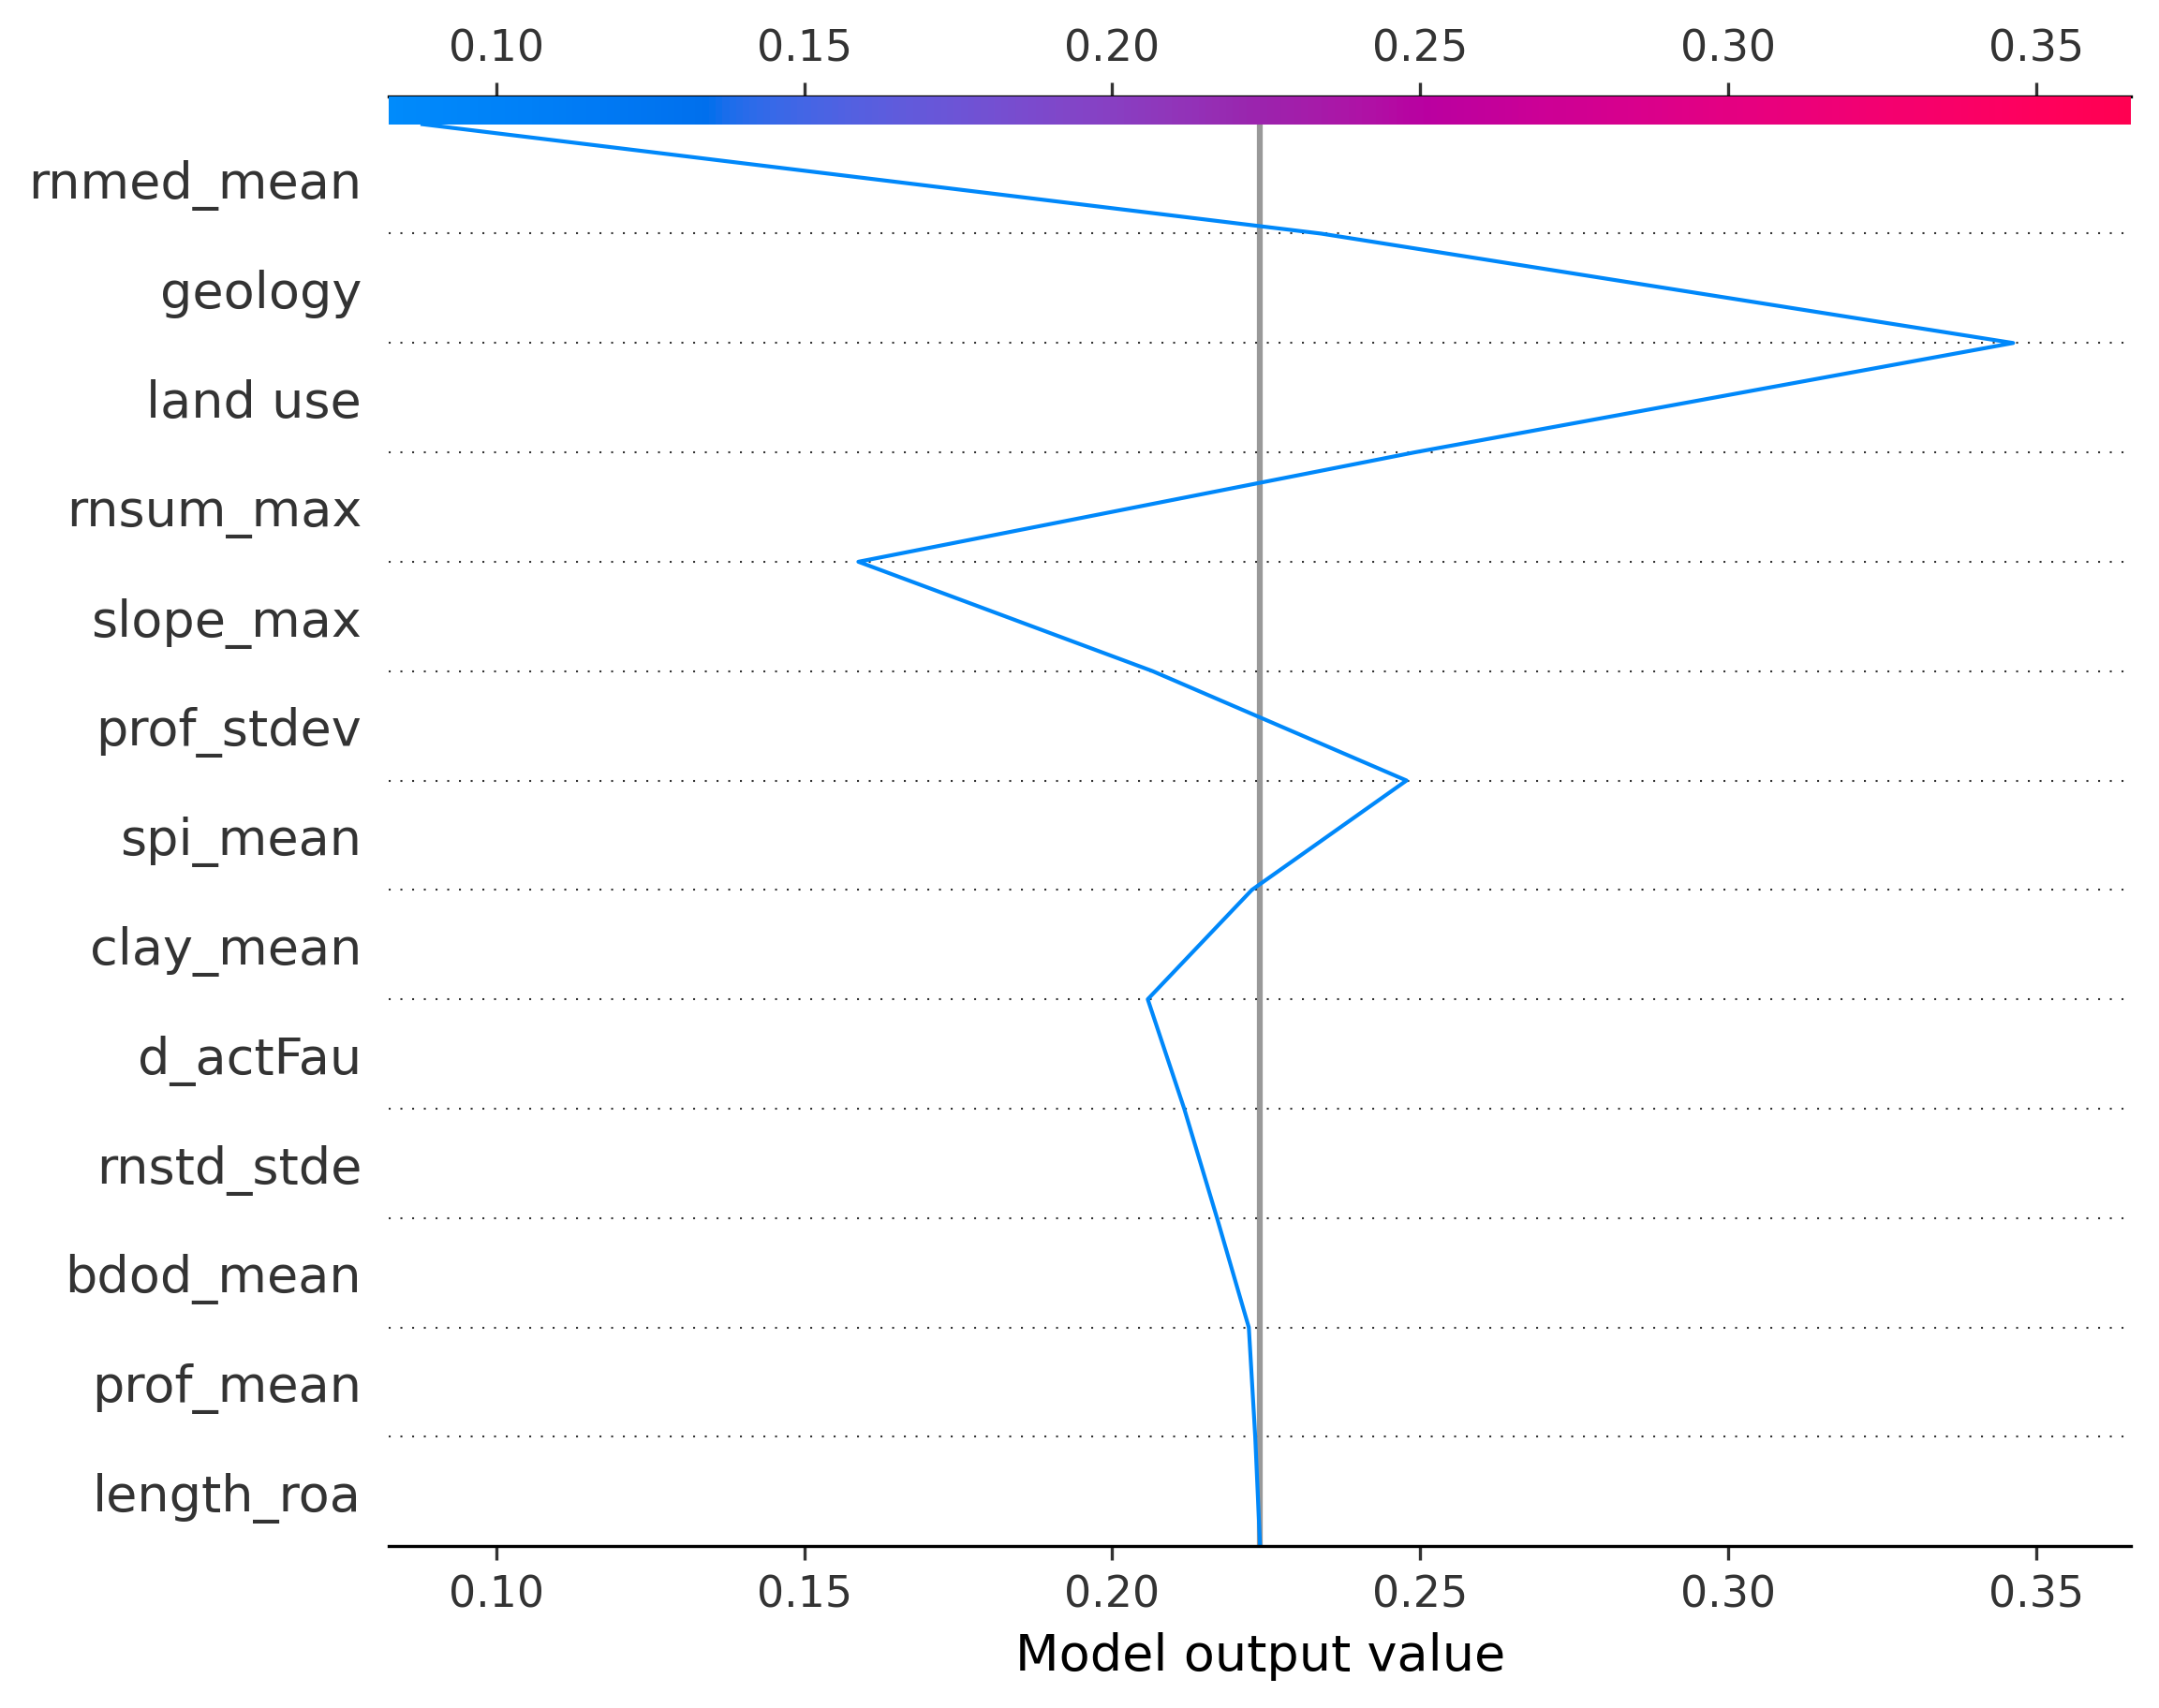 0.10 0.15 0.20 0.25 0.30 0.35
rnmed_mean
geology
land use
rnsum_max
slope_max
prof_stdev
spi_mean
clay_mean
d_actFau
rnstd_stde
bdod_mean
prof_mean
length_roa
0.10 0.15 0.20 0.25 0.30 0.35
Model output value